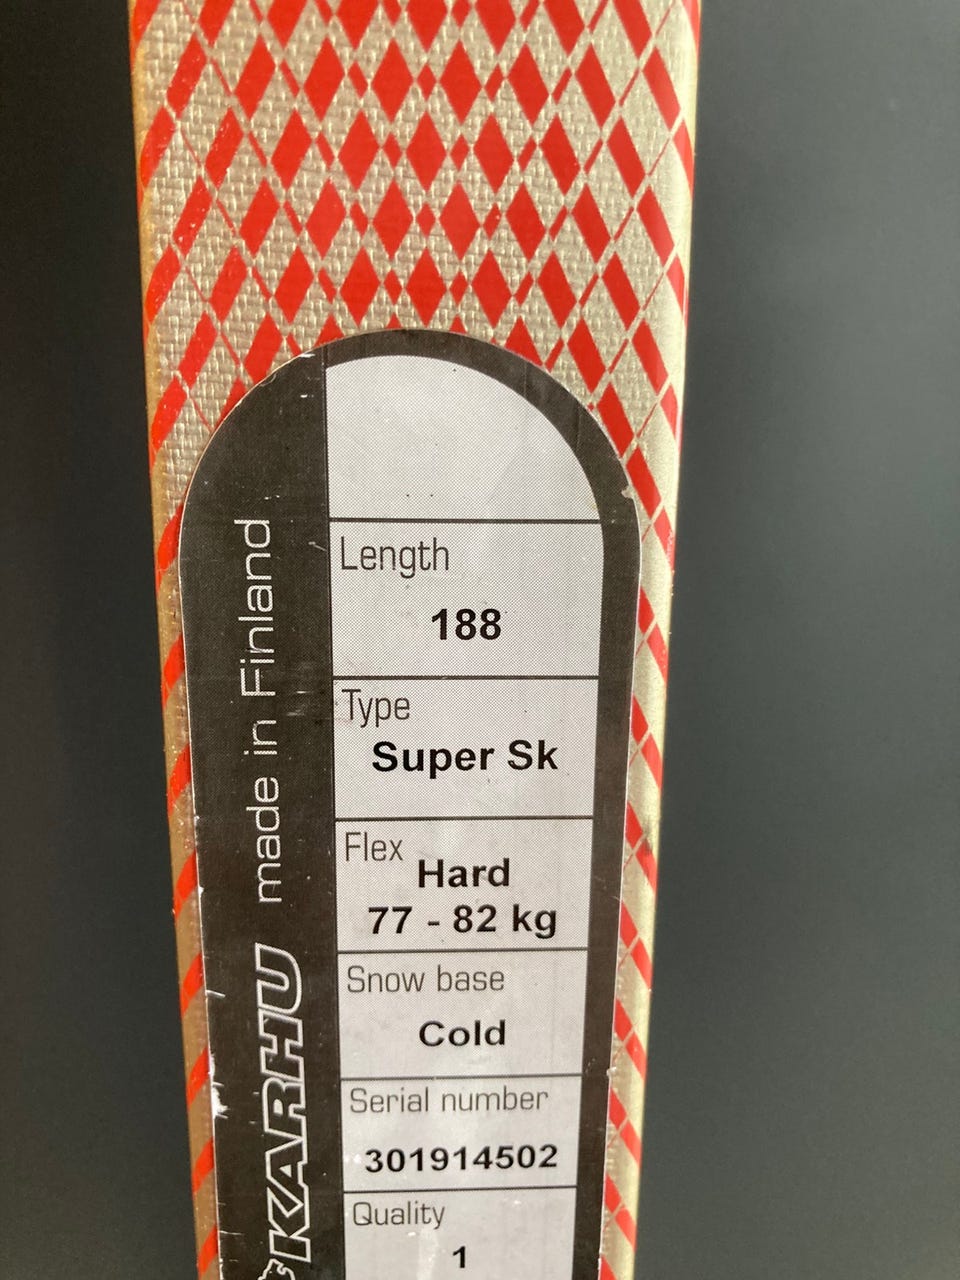 Length
188
Type
Super Sk
Flex
Hard
77 - 82 kg
Snow base
Cold
Serial number
301914502
Quality
1
made in Finland
KARHU